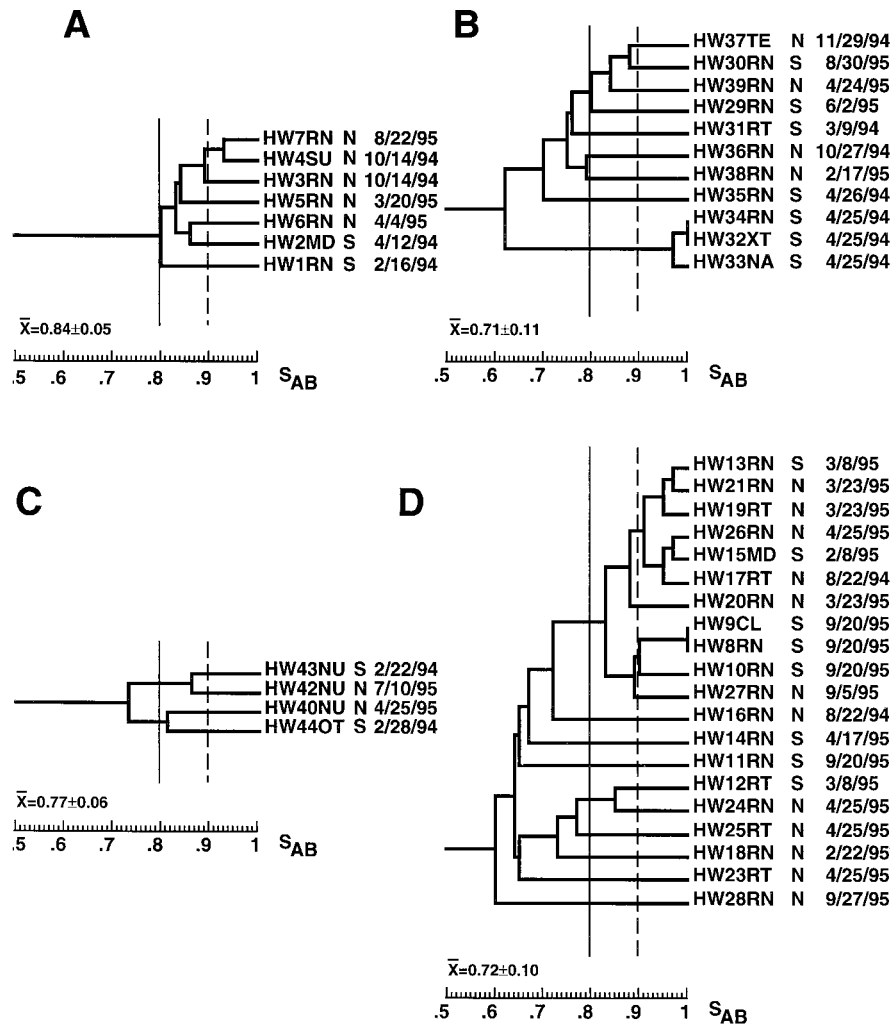 A
HW7RN N 8/22/95
HW4SU N 10/14/94
HW3RN N 10/14/94
HW5RN N 3/20/95
HW6RN N 4/4/95
HW2MD S 4/12/94
HW1RN S 2/16/94
X̅=0.84±0.05
.5 .6 .7 .8 .9 1 SAB
B
HW37TE N 11/29/94
HW30RN S 8/30/95
HW39RN N 4/24/95
HW29RN S 6/2/95
HW31RT S 3/9/94
HW36RN N 10/27/94
HW38RN N 2/17/95
HW35RN S 4/26/94
HW34RN S 4/25/94
HW32XT S 4/25/94
HW33NA S 4/25/94
X̅=0.71±0.11
.5 .6 .7 .8 .9 1 SAB
C
HW43NU S 2/22/94
HW42NU N 7/10/95
HW40NU N 4/25/95
HW44OT S 2/28/94
X̅=0.77±0.06
.5 .6 .7 .8 .9 1 SAB
D
HW13RN S 3/8/95
HW21RN N 3/23/95
HW19RT N 3/23/95
HW26RN N 4/25/95
HW15MD S 2/8/95
HW17RT N 8/22/94
HW20RN N 3/23/95
HW9CL S 9/20/95
HW8RN S 9/20/95
HW10RN S 9/20/95
HW27RN N 9/5/95
HW16RN N 8/22/94
HW14RN S 4/17/95
HW11RN S 9/20/95
HW12RT S 3/8/95
HW24RN N 4/25/95
HW25RT N 4/25/95
HW18RN N 2/22/95
HW23RT N 4/25/95
HW28RN N 9/27/95
X̅=0.72±0.10
.5 .6 .7 .8 .9 1 SAB